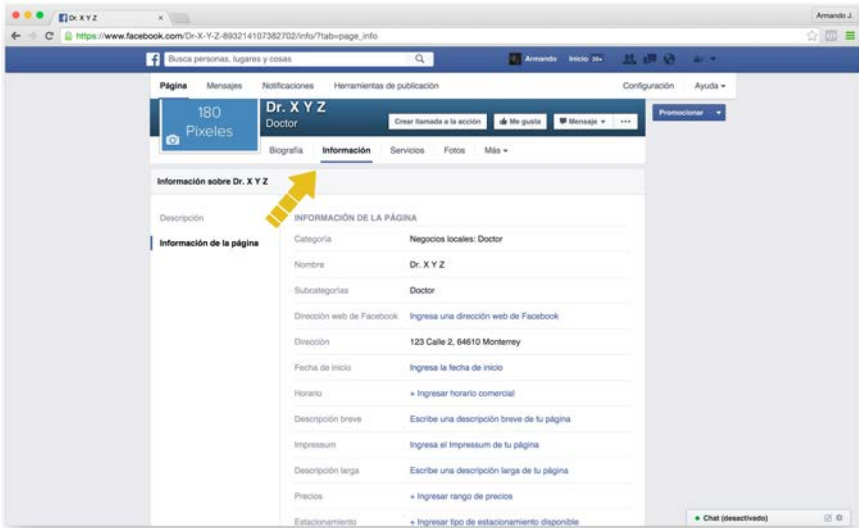 Dr. X Y Z
Armando J.
https://www.facebook.com/Dr-X-Y-Z-893214107382702/info/?tab=page_info
Busca personas, lugares y cosas
Armando Inicio 20+
Página Mensajes Notificaciones Herramientas de publicación Configuración Ayuda
180
Pixeles
Dr. X Y Z
Doctor
Crear llamada a la acción Me gusta Mensaje ...
Promocionar
Biografía Información Servicios Fotos Más
Información sobre Dr. X Y Z
Descripción
Información de la página
INFORMACIÓN DE LA PÁGINA
Categoría Negocios locales: Doctor
Nombre Dr. X Y Z
Subcategorías Doctor
Dirección web de Facebook Ingresa una dirección web de Facebook
Dirección 123 Calle 2, 64610 Monterrey
Fecha de inicio Ingresa la fecha de inicio
Horario + Ingresar horario comercial
Descripción breve Escribe una descripción breve de tu página
Impressum Ingresa el Impressum de tu página
Descripción larga Escribe una descripción larga de tu página
Precios + Ingresar rango de precios
Estacionamiento + Ingresar tipo de estacionamiento disponible
Chat (desactivado)